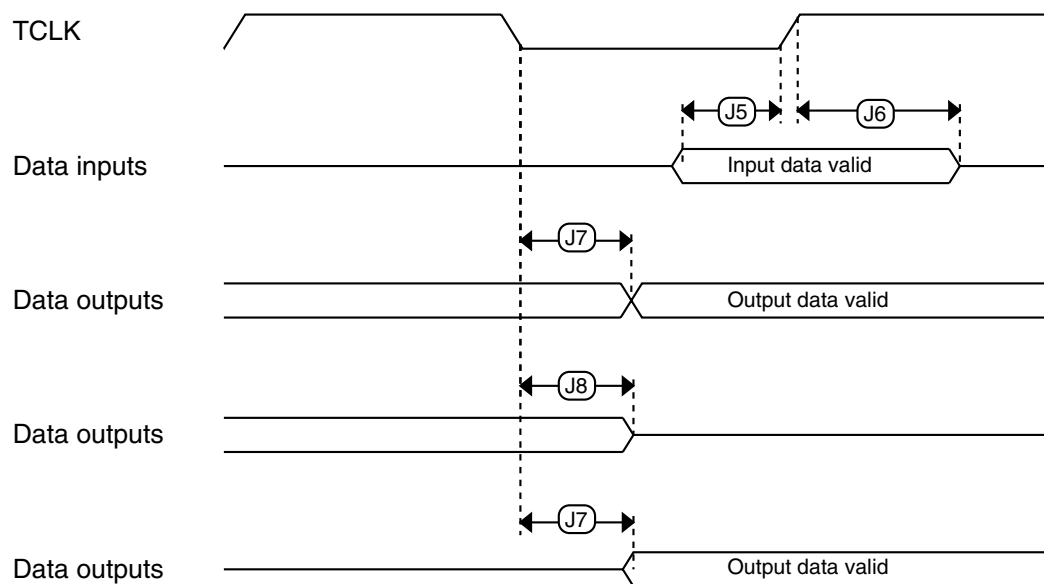 TCLK
J5
J6
Data inputs
Input data valid
J7
Data outputs
Output data valid
J8
Data outputs
J7
Data outputs
Output data valid